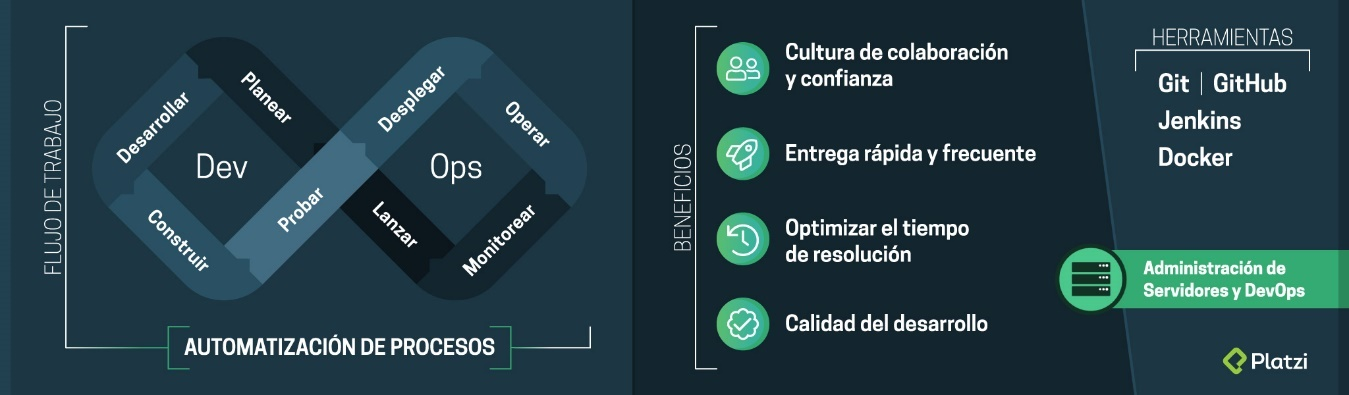 FLUJO DE TRABAJO
Planear
Desarrollar
Dev
Construir
Probar
Desplegar
Operar
Ops
Lanzar
Monitorear
AUTOMATIZACIÓN DE PROCESOS
BENEFICIOS
Cultura de colaboración
y confianza
Entrega rápida y frecuente
Optimizar el tiempo
de resolución
Calidad del desarrollo
HERRAMIENTAS
Git | GitHub
Jenkins
Docker
Administración de
Servidores y DevOps
Platzi